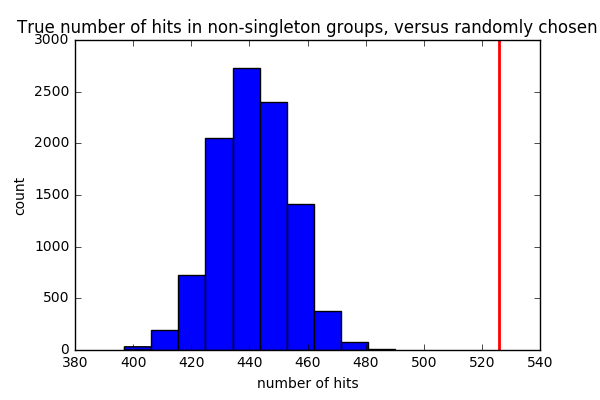 True number of hits in non-singleton groups, versus randomly chosen
3000
2500
2000
1500
1000
500
0
count
380 400 420 440 460 480 500 520 540
number of hits